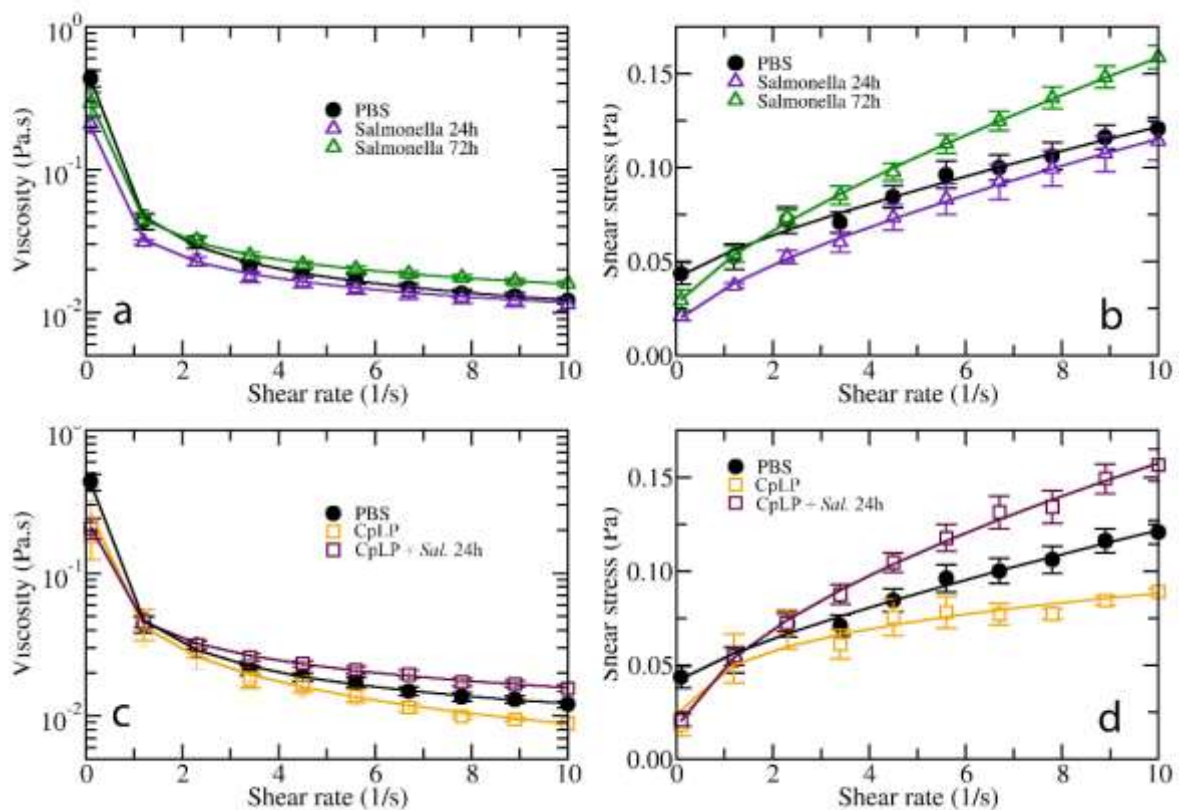 10^0
10^-1
10^-2
Viscosity (Pa.s)
PBS
Salmonella 24h
Salmonella 72h
a
0 2 4 6 8 10
Shear rate (1/s)
0.15
0.10
0.05
0.00
Shear stress (Pa)
PBS
Salmonella 24h
Salmonella 72h
b
0 2 4 6 8 10
Shear rate (1/s)
10^0
10^-1
10^-2
Viscosity (Pa.s)
PBS
CpLP
CpLP + Sal. 24h
c
0 2 4 6 8 10
Shear rate (1/s)
0.15
0.10
0.05
0.00
Shear stress (Pa)
PBS
CpLP
CpLP + Sal. 24h
d
0 2 4 6 8 10
Shear rate (1/s)